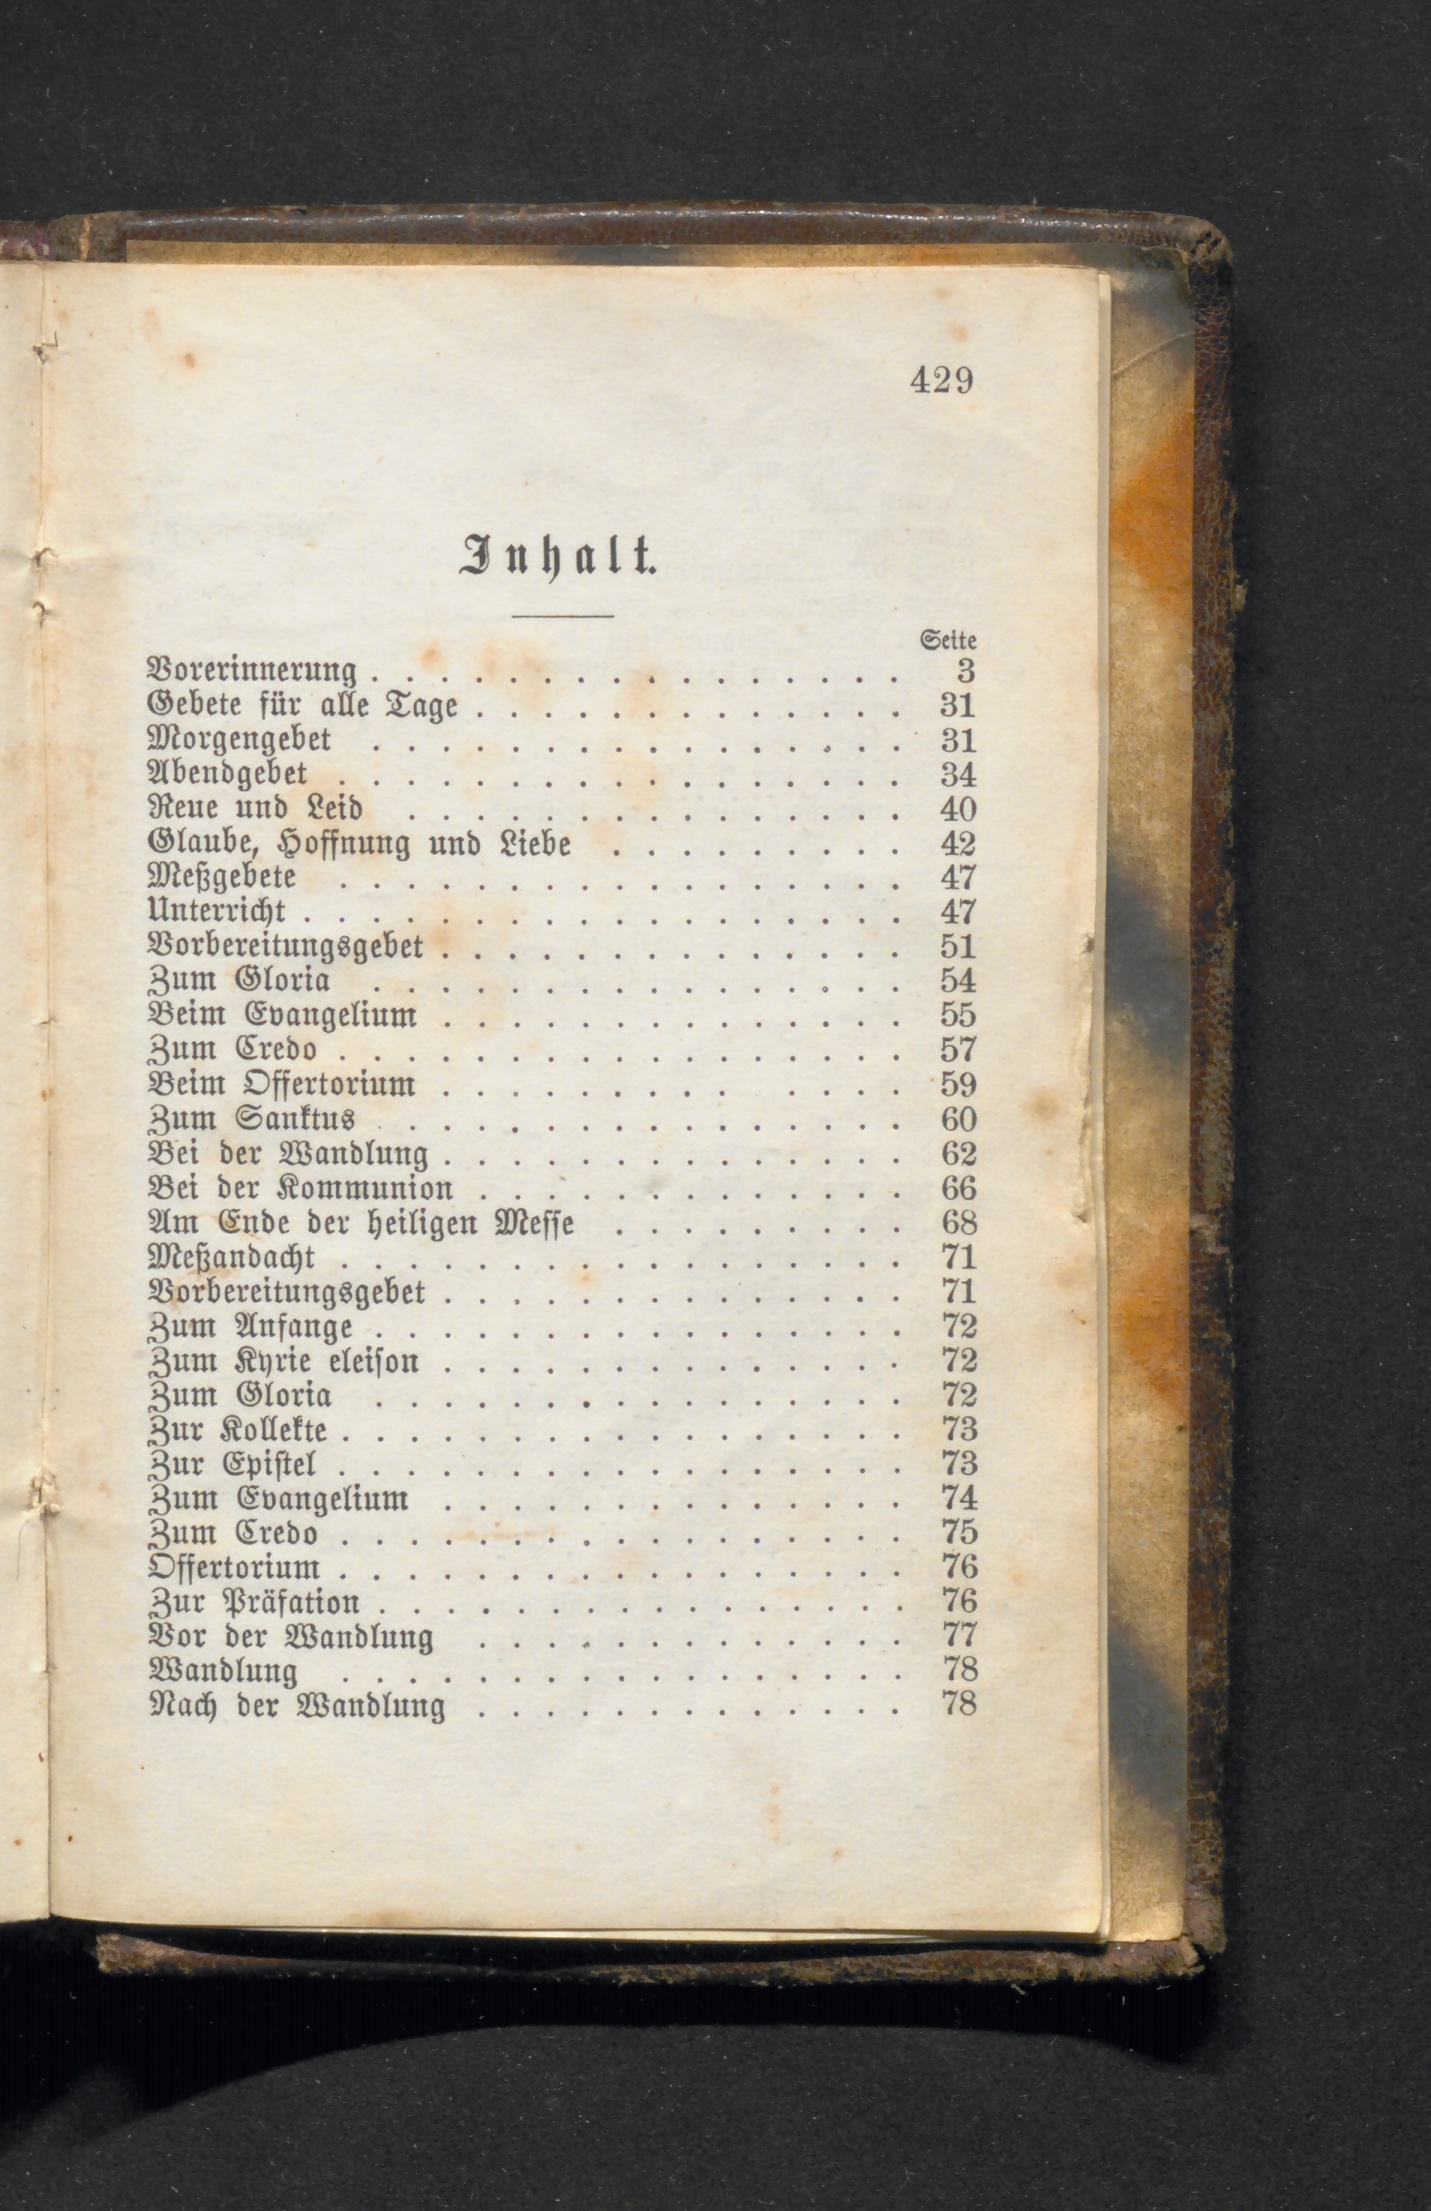 429
Inhalt.
Seite
Vorerinnerung . . . . . . . . . . . . . . . . 3
Gebete für alle Tage . . . . . . . . . . . . . 31
Morgengebet . . . . . . . . . . . . . . . . 31
Abendgebet . . . . . . . . . . . . . . . . . 34
Reue und Leid . . . . . . . . . . . . . . . 40
Glaube, Hoffnung und Liebe . . . . . . . . . 42
Meßgebete . . . . . . . . . . . . . . . . . 47
Unterricht . . . . . . . . . . . . . . . . . . 47
Vorbereitungsgebet . . . . . . . . . . . . . . 51
Zum Gloria . . . . . . . . . . . . . . . . 54
Beim Evangelium . . . . . . . . . . . . . . 55
Zum Credo . . . . . . . . . . . . . . . . . 57
Beim Offertorium . . . . . . . . . . . . 59
Zum Sanktus . . . . . . . . . . . . . . . . 60
Bei der Wandlung . . . . . . . . . . . . . . 62
Bei der Kommunion . . . . . . . . . . . . . 66
Am Ende der heiligen Messe . . . . . . . . . 68
Meßandacht . . . . . . . . . . . . . . . . . 71
Vorbereitungsgebet . . . . . . . . . . . . . . 71
Zum Anfange . . . . . . . . . . . . . . . . 72
Zum Kyrie eleiſon . . . . . . . . . . . . . . 72
Zum Gloria . . . . . . . . . . . . . . . . 72
Zur Kollekte . . . . . . . . . . . . . . . . . 73
Zur Epiſtel . . . . . . . . . . . . . . . . . 73
Zum Evangelium . . . . . . . . . . . . . . 74
Zum Credo . . . . . . . . . . . . . . . . . 75
Offertorium . . . . . . . . . . . . . . . . . 76
Zur Präfation . . . . . . . . . . . . . . . . 76
Vor der Wandlung . . . . . . . . . . . . . 77
Wandlung . . . . . . . . . . . . . . . . . 78
Nach der Wandlung . . . . . . . . . . . . . 78